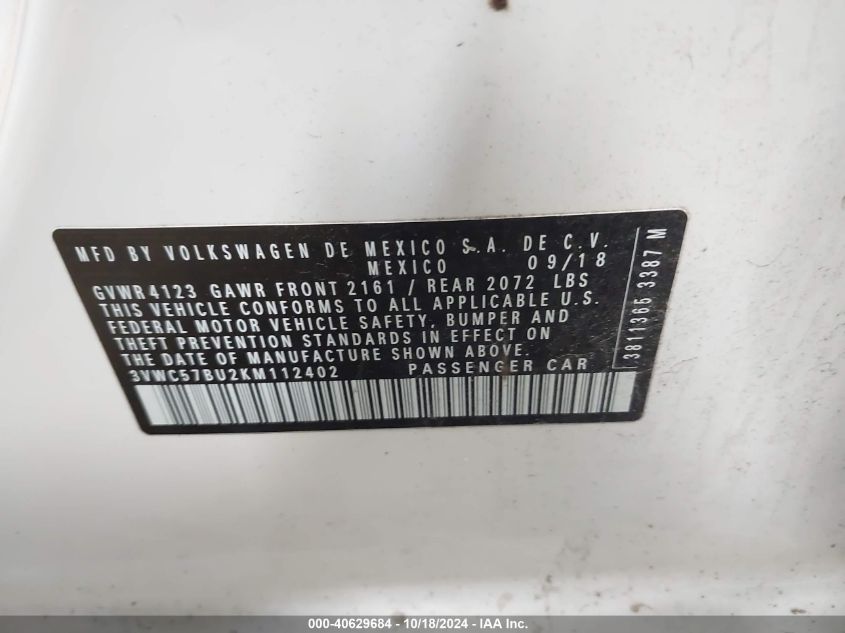 MFD BY VOLKSWAGEN DE MEXICO S.A. DE C.V.
MEXICO 09/18
GVWR 4123 GAWR FRONT 2161 / REAR 2072 LBS
THIS VEHICLE CONFORMS TO ALL APPLICABLE U.S.
FEDERAL MOTOR VEHICLE SAFETY, BUMPER AND
THEFT PREVENTION STANDARDS IN EFFECT ON
THE DATE OF MANUFACTURE SHOWN ABOVE.
3VWC57BU2KM112402 PASSENGER CAR
3811365 3387 M
000-40629684 / 10/18/2024 - IAA Inc.